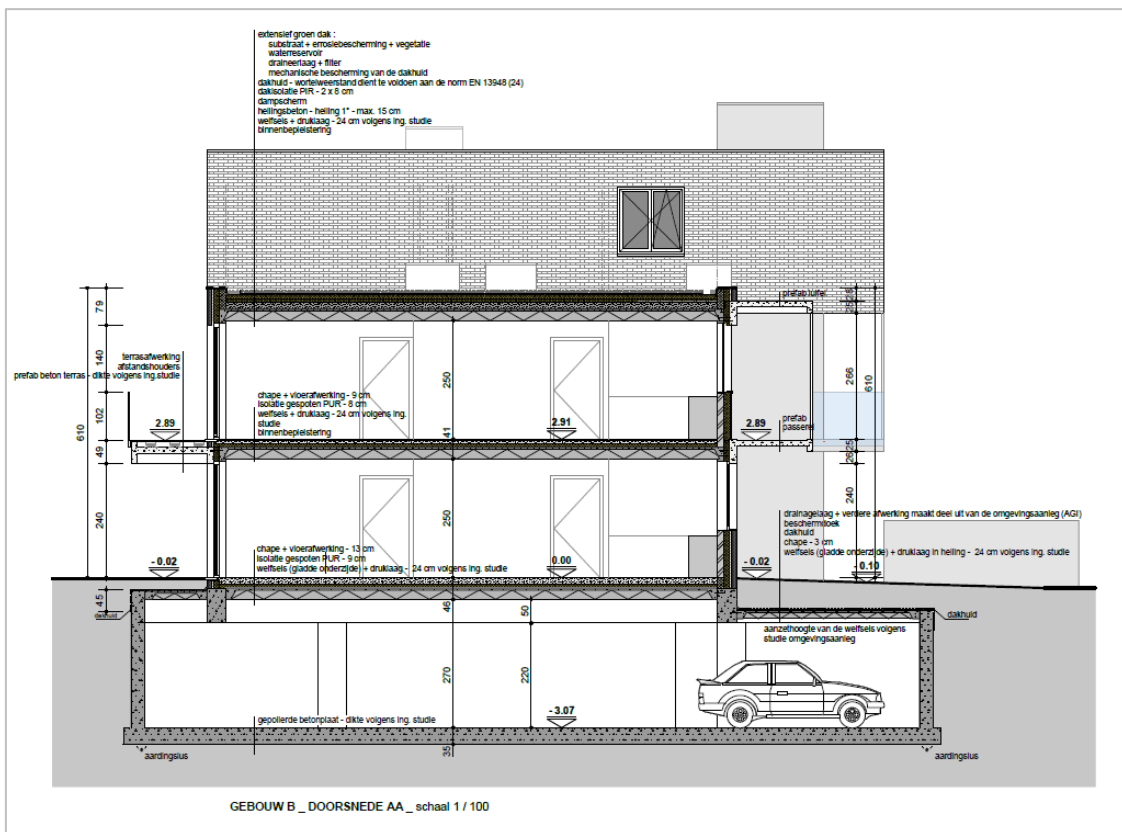 extensief groen dak :
substraat + errosiebescherming + vegetatie
waterreservoir
draineerlaag + filter
mechanische bescherming van de dakhuid
dakhuid - wortelweerstand dient te voldoen aan de norm EN 13948 (24)
dakisolatie PIR - 2 x 8 cm
dampscherm
hellingsbeton - helling 1° - max. 15 cm
welfsels + druklaag - 24 cm volgens ing. studie
binnenbepleistering
prefab luifel
79
28
25
terrasafwerking
afstandshouders
prefab beton terras - dikte volgens ing.studie
140
250
266
610
chape + vloerafwerking - 9 cm
isolatie gespoten PUR - 8 cm
welfsels + druklaag - 24 cm volgens ing.
studie
binnenbepleistering
610
102
2.89
2.91
2.89
prefab
passerel
41
49
25
26
240
250
240
drainagelaag + verdere afwerking maakt deel uit van de omgevingsaanleg (AGI)
beschermdoek
dakhuid
chape - 3 cm
welfsels (gladde onderzijde) + druklaag in helling - 24 cm volgens ing. studie
chape + vloerafwerking - 13 cm
isolatie gespoten PUR - 9 cm
welfsels (gladde onderzijde) + druklaag - 24 cm volgens ing. studie
- 0.02
0.00
- 0.02
- 0.10
45
46
50
dakhuid
dakhuid
aanzethoogte van de welfsels volgens
studie omgevingsaanleg
270
220
gepolierde betonplaat - dikte volgens ing. studie
- 3.07
35
aardingslus
aardingslus
GEBOUW B _ DOORSNEDE AA _ schaal 1 / 100